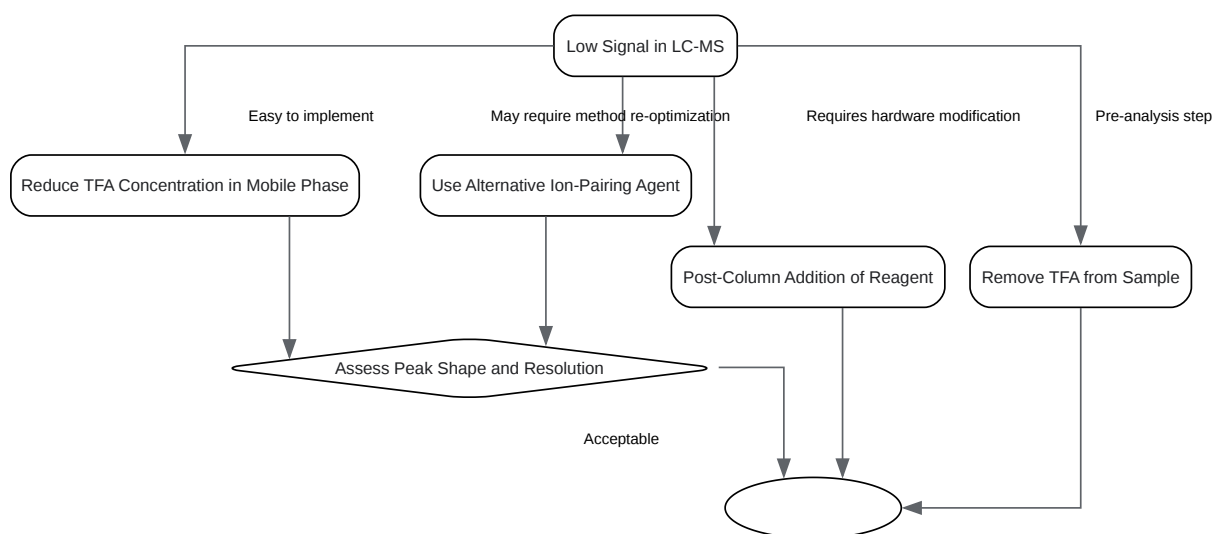 Low Signal in LC-MS
Easy to implement
May require method re-optimization
Requires hardware modification
Pre-analysis step
Reduce TFA Concentration in Mobile Phase
Use Alternative Ion-Pairing Agent
Post-Column Addition of Reagent
Remove TFA from Sample
Assess Peak Shape and Resolution
Acceptable